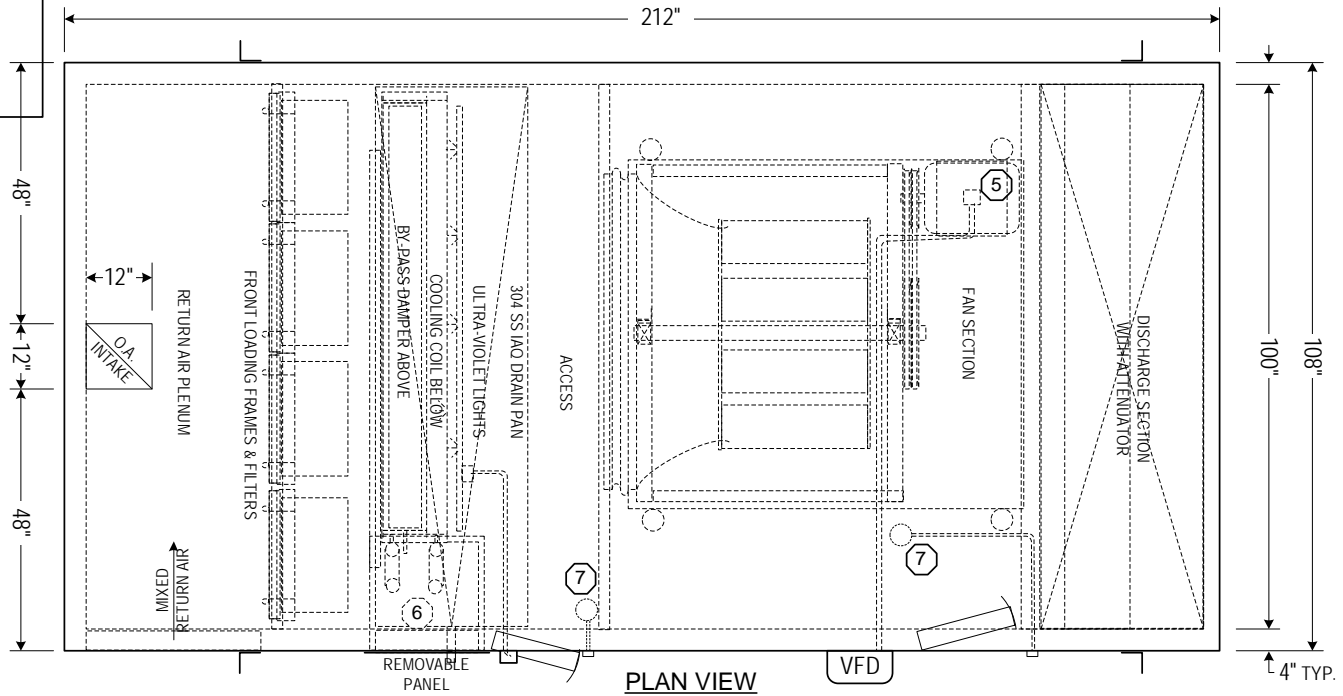 212"
48"
12"
48"
12"
O.A.
INTAKE
RETURN AIR PLENUM
MIXED
RETURN AIR
FRONT LOADING FRAMES & FILTERS
BY-PASS DAMPER ABOVE
COOLING COIL BELOW
ULTRA-VIOLET LIGHTS
304 SS IAQ DRAIN PAN
ACCESS
FAN SECTION
DISCHARGE SECTION
WITH ATTENUATOR
5
6
7
7
100"
108"
4" TYP.
REMOVABLE
PANEL
VFD
PLAN VIEW